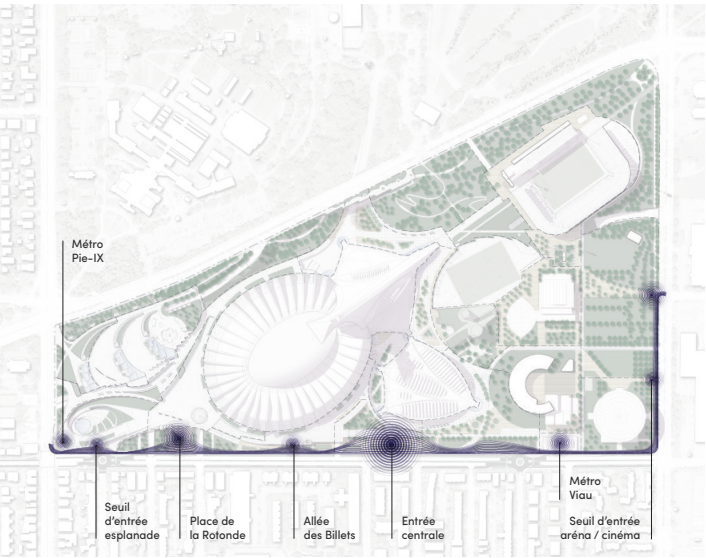 Métro
Pie-IX
Seuil
d'entrée
esplanade
Place de
la Rotonde
Allée
des Billets
Entrée
centrale
Métro
Viau
Seuil d'entrée
aréna / cinéma